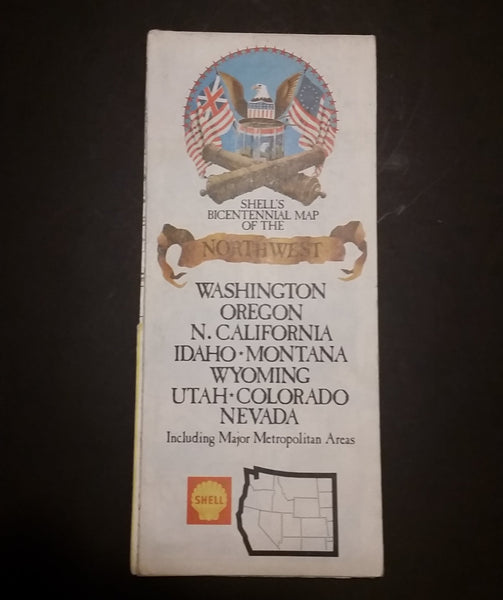 SHELL'S
BICENTENNIAL MAP
OF THE
NORTHWEST
WASHINGTON
OREGON
N. CALIFORNIA
IDAHO • MONTANA
WYOMING
UTAH • COLORADO
NEVADA
Including Major Metropolitan Areas
SHELL